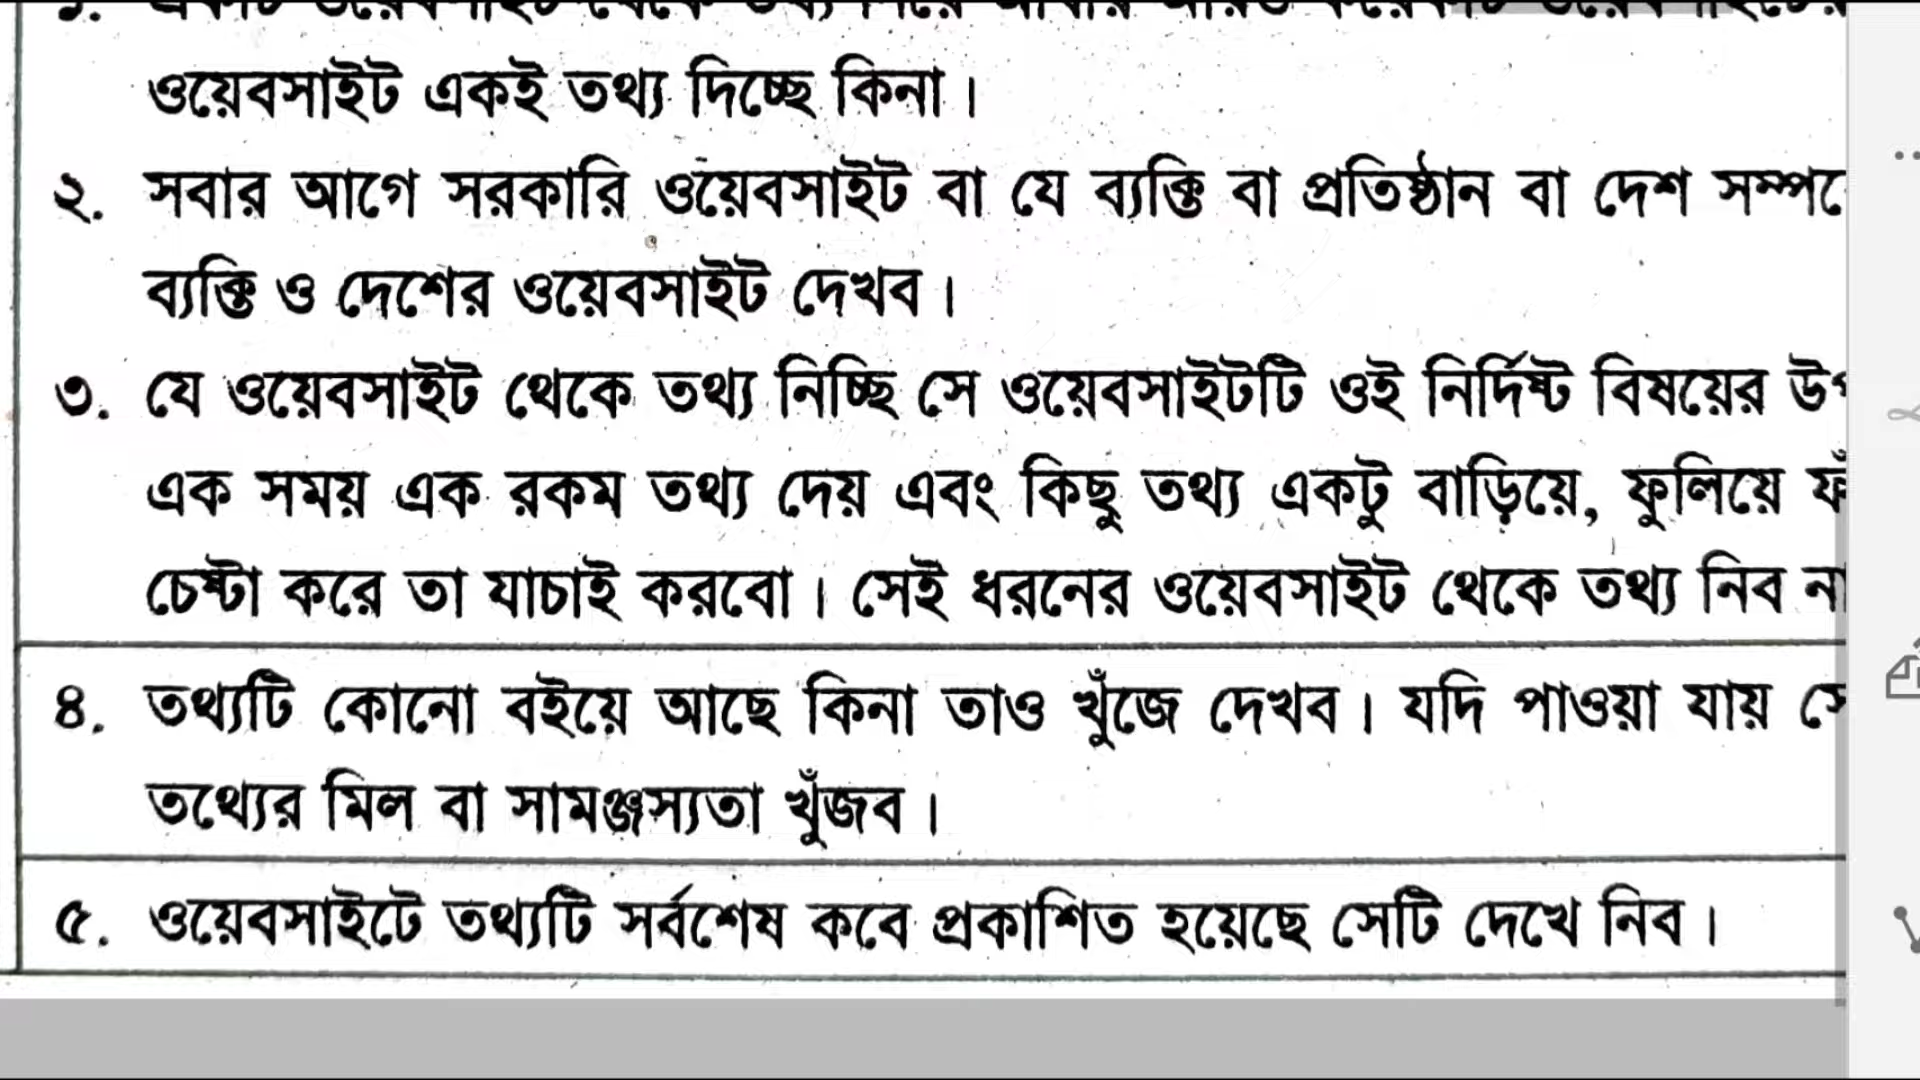 ওয়েবসাইট একই তথ্য দিচ্ছে কিনা।
২. সবার আগে সরকারি ওয়েবসাইট বা যে ব্যক্তি বা প্রতিষ্ঠান বা দেশ
ব্যক্তি ও দেশের ওয়েবসাইট দেখব।
৩. যে ওয়েবসাইট থেকে তথ্য নিচ্ছি সে ওয়েবসাইটটি ওই নির্দিষ্ট বিষয়ের
এক সময় এক রকম তথ্য দেয় এবং কিছু তথ্য একটু বাড়িয়ে, ফুলিয়ে
চেষ্টা করে তা যাচাই করবো। সেই ধরনের ওয়েবসাইট থেকে তথ্য নিব না
৪. তথ্যটি কোনো বইয়ে আছে কিনা তাও খুঁজে দেখব। যদি পাওয়া যায়
তথ্যের মিল বা সামঞ্জস্যতা খুঁজব।
৫. ওয়েবসাইটে তথ্যটি সর্বশেষ কবে প্রকাশিত হয়েছে সেটি দেখে নিব।